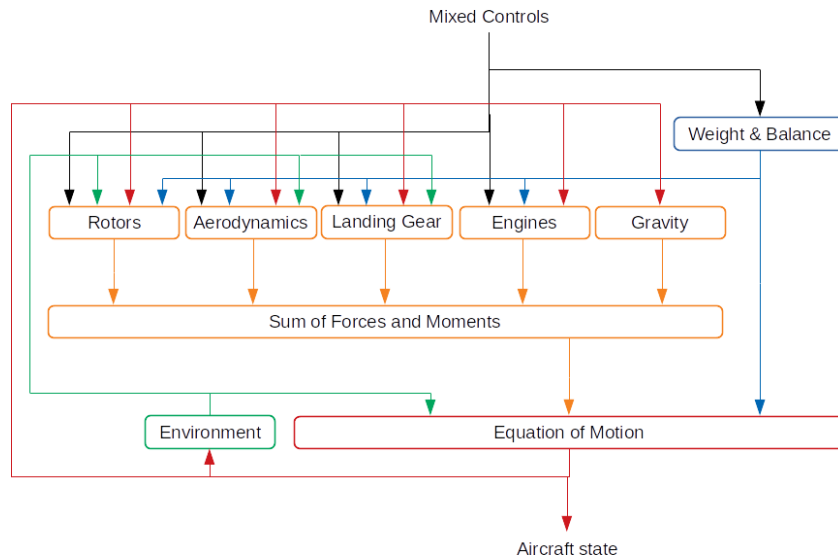 Mixed Controls
Weight & Balance
Rotors
Aerodynamics
Landing Gear
Engines
Gravity
Sum of Forces and Moments
Environment
Equation of Motion
Aircraft state